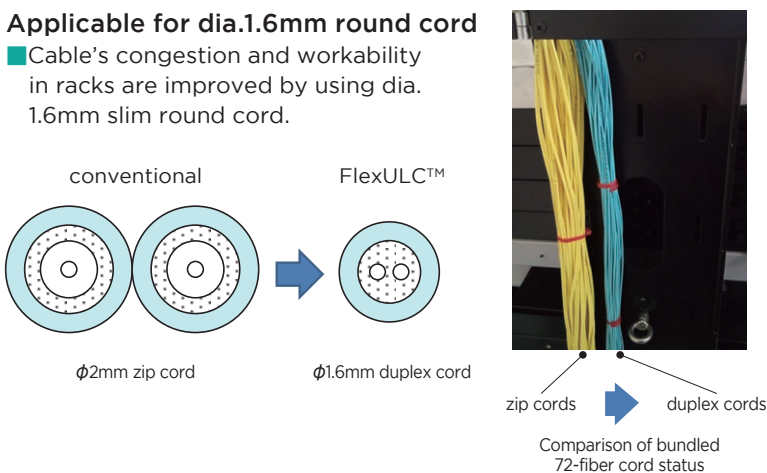 Applicable for dia.1.6mm round cord
■Cable's congestion and workability
in racks are improved by using dia.
1.6mm slim round cord.
conventional
FlexULC™
ϕ2mm zip cord
ϕ1.6mm duplex cord
zip cords
duplex cords
Comparison of bundled
72-fiber cord status